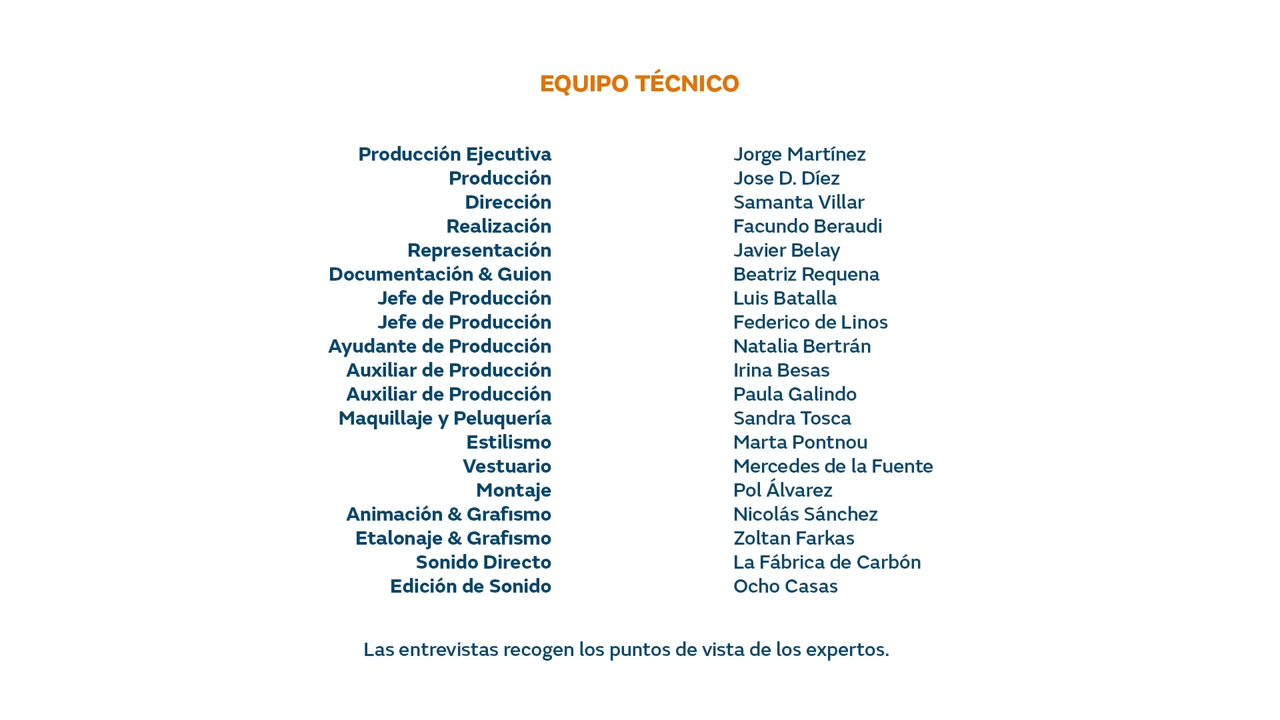 EQUIPO TÉCNICO
Producción Ejecutiva Jorge Martínez
Producción Jose D. Díez
Dirección Samanta Villar
Realización Facundo Beraudi
Representación Javier Belay
Documentación & Guion Beatriz Requena
Jefe de Producción Luis Batalla
Jefe de Producción Federico de Linos
Ayudante de Producción Natalia Bertrán
Auxiliar de Producción Irina Besas
Auxiliar de Producción Paula Galindo
Maquillaje y Peluquería Sandra Tosca
Estilismo Marta Pontnou
Vestuario Mercedes de la Fuente
Montaje Pol Álvarez
Animación & Grafismo Nicolás Sánchez
Etalonaje & Grafismo Zoltan Farkas
Sonido Directo La Fábrica de Carbón
Edición de Sonido Ocho Casas
Las entrevistas recogen los puntos de vista de los expertos.